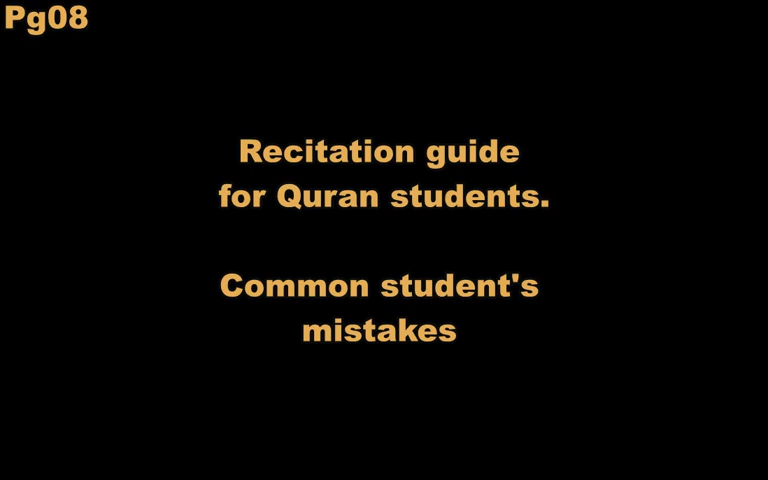 Pg08
Recitation guide
for Quran students.
Common student's
mistakes